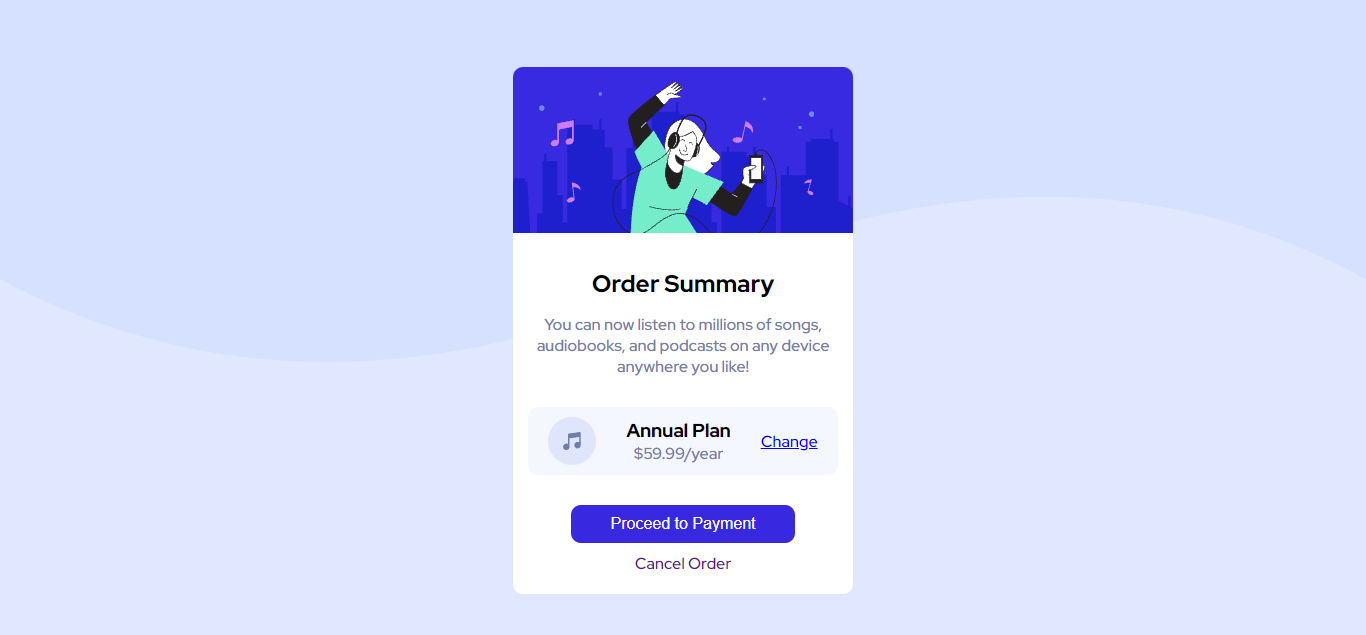 Order Summary
You can now listen to millions of songs,
audiobooks, and podcasts on any device
anywhere you like!
Annual Plan
$59.99/year
Change
Proceed to Payment
Cancel Order